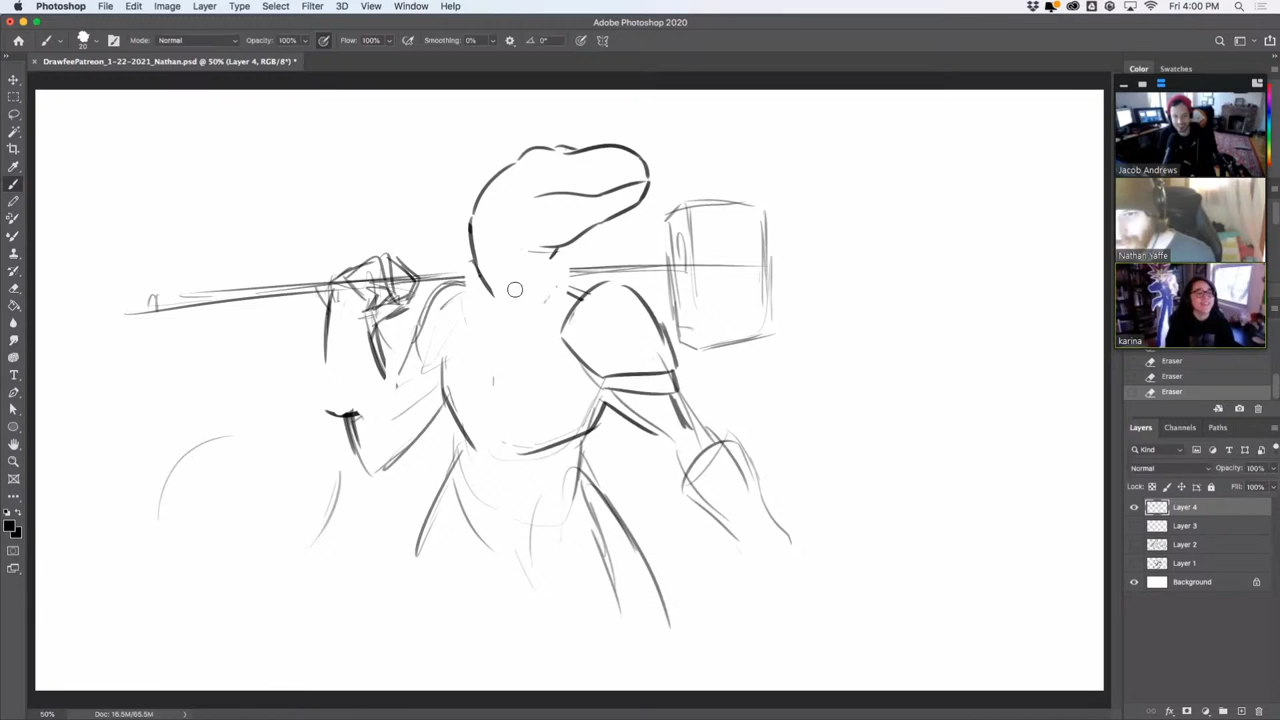 Photoshop File Edit Image Layer Type Select Filter 3D View Window Help
Fri 4:00 PM
Adobe Photoshop 2020
20
Mode: Normal Opacity: 100% Flow: 100% Smoothing: 0% 0°
DrawfeePatreon_1-22-2021_Nathan.psd @ 50% (Layer 4, RGB/8*) *
Color Swatches
Jacob Andrews
Nathan Yaffe
karina
Eraser
Eraser
Eraser
Layers Channels Paths
Kind
Normal Opacity: 100%
Lock: Fill: 100%
Layer 4
Layer 3
Layer 2
Layer 1
Background
50% Doc: 16.5M/65.5M